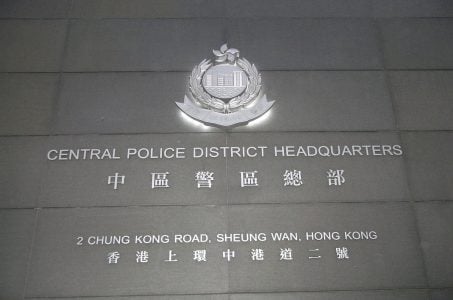 CENTRAL POLICE DISTRICT HEADQUARTERS
中區警區總部
2 CHUNG KONG ROAD, SHEUNG WAN, HONG KONG
香港上環中港道二號